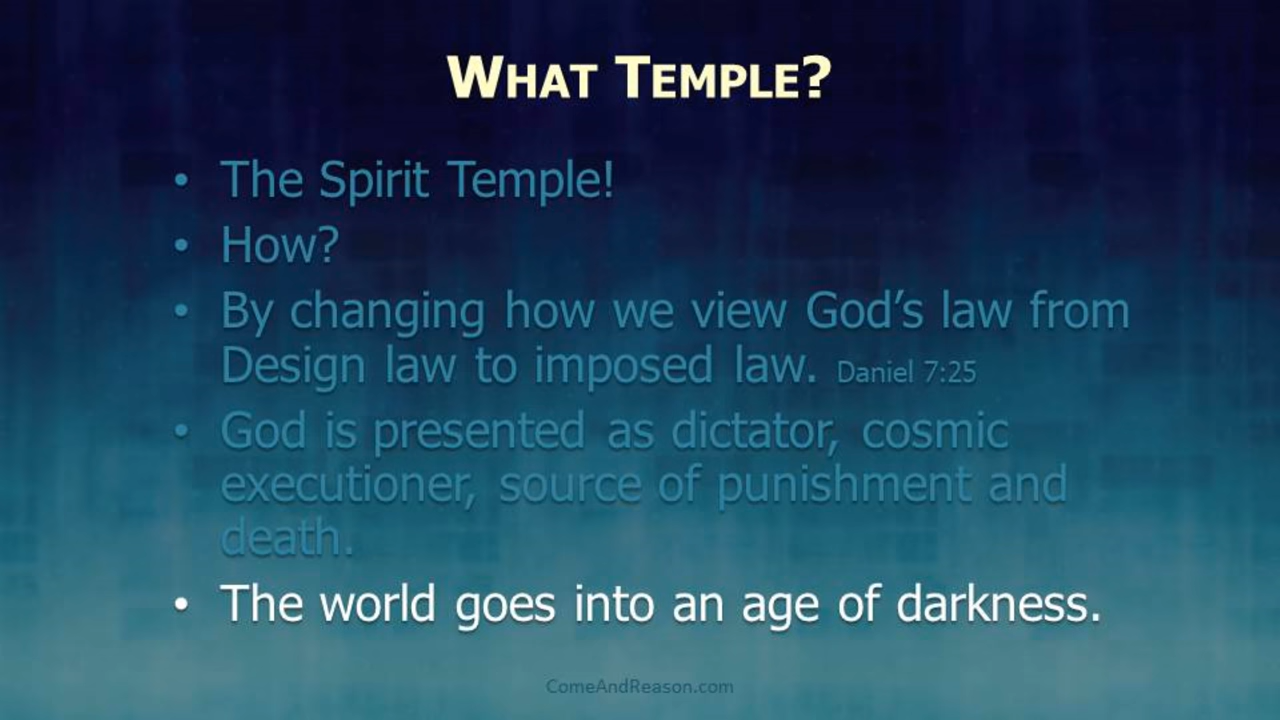 WHAT TEMPLE?
• The Spirit Temple!
• How?
• By changing how we view God’s law from
Design law to imposed law. Daniel 7:25
• God is presented as dictator, cosmic
executioner, source of punishment and
death.
• The world goes into an age of darkness.
ComeAndReason.com